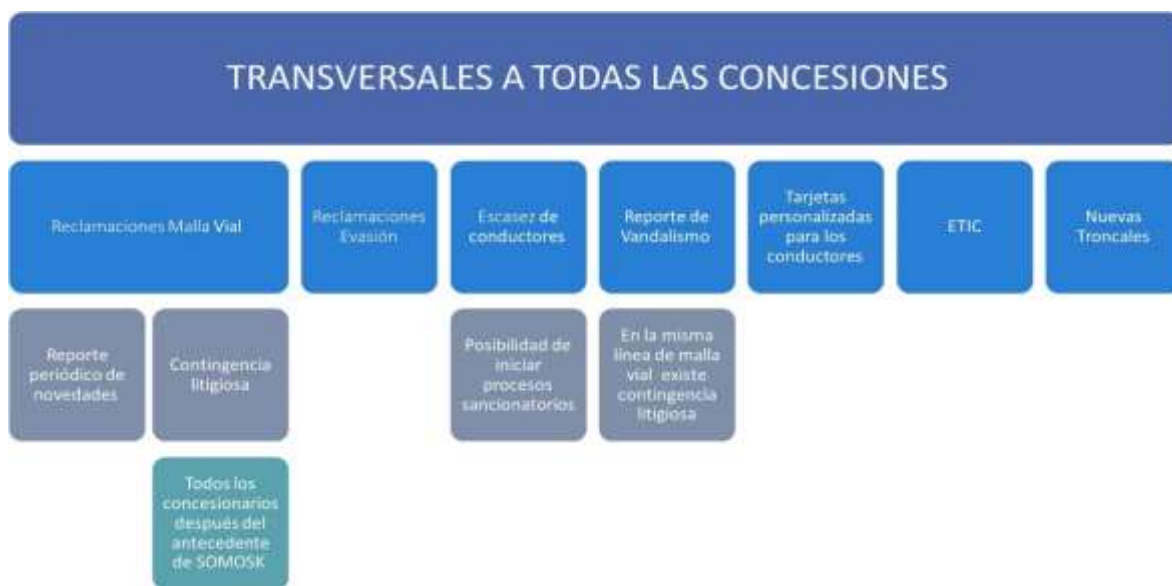 TRANSVERSALES A TODAS LAS CONCESIONES
Reclamaciones Malla Vial
Reclamaciones
Evasión
Escasez de
conductores
Reporte de
Vandalismo
Tarjetas
personalizadas
para los
conductores
ETIC
Nuevas
Troncales
Reporte
periódico de
novedades
Contingencia
litigiosa
Posibilidad de
iniciar
procesos
sancionatorios
En la misma
línea de malla
vial existe
contingencia
litigiosa
Todos los
concesionarios
después del
antecedente
de SOMOSK